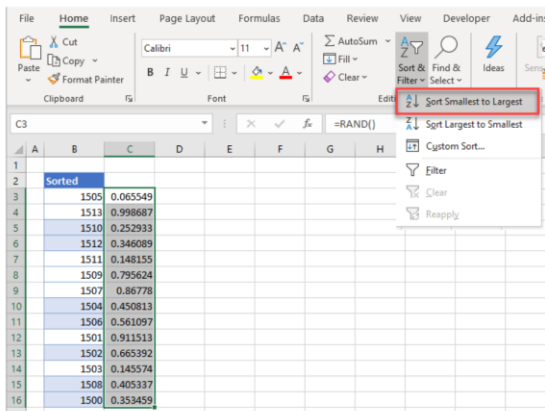 File Home Insert Page Layout Formulas Data Review View Developer Add-ins
Cut
Copy
Format Painter
Paste
Clipboard
Calibri 11 A A
B I U A
Font
AutoSum
Fill
Clear
Sort & Filter
Find & Select
Ideas
Sort Smallest to Largest
Sort Largest to Smallest
Custom Sort...
Filter
Clear
Reapply
C3 fx =RAND()
A B C D E F G H
1
2 Sorted
3 1505 0.065549
4 1513 0.998687
5 1510 0.252933
6 1512 0.346089
7 1511 0.148155
8 1509 0.795624
9 1507 0.86778
10 1504 0.450813
11 1506 0.561097
12 1501 0.911513
13 1502 0.665392
14 1503 0.145574
15 1508 0.405337
16 1500 0.353459